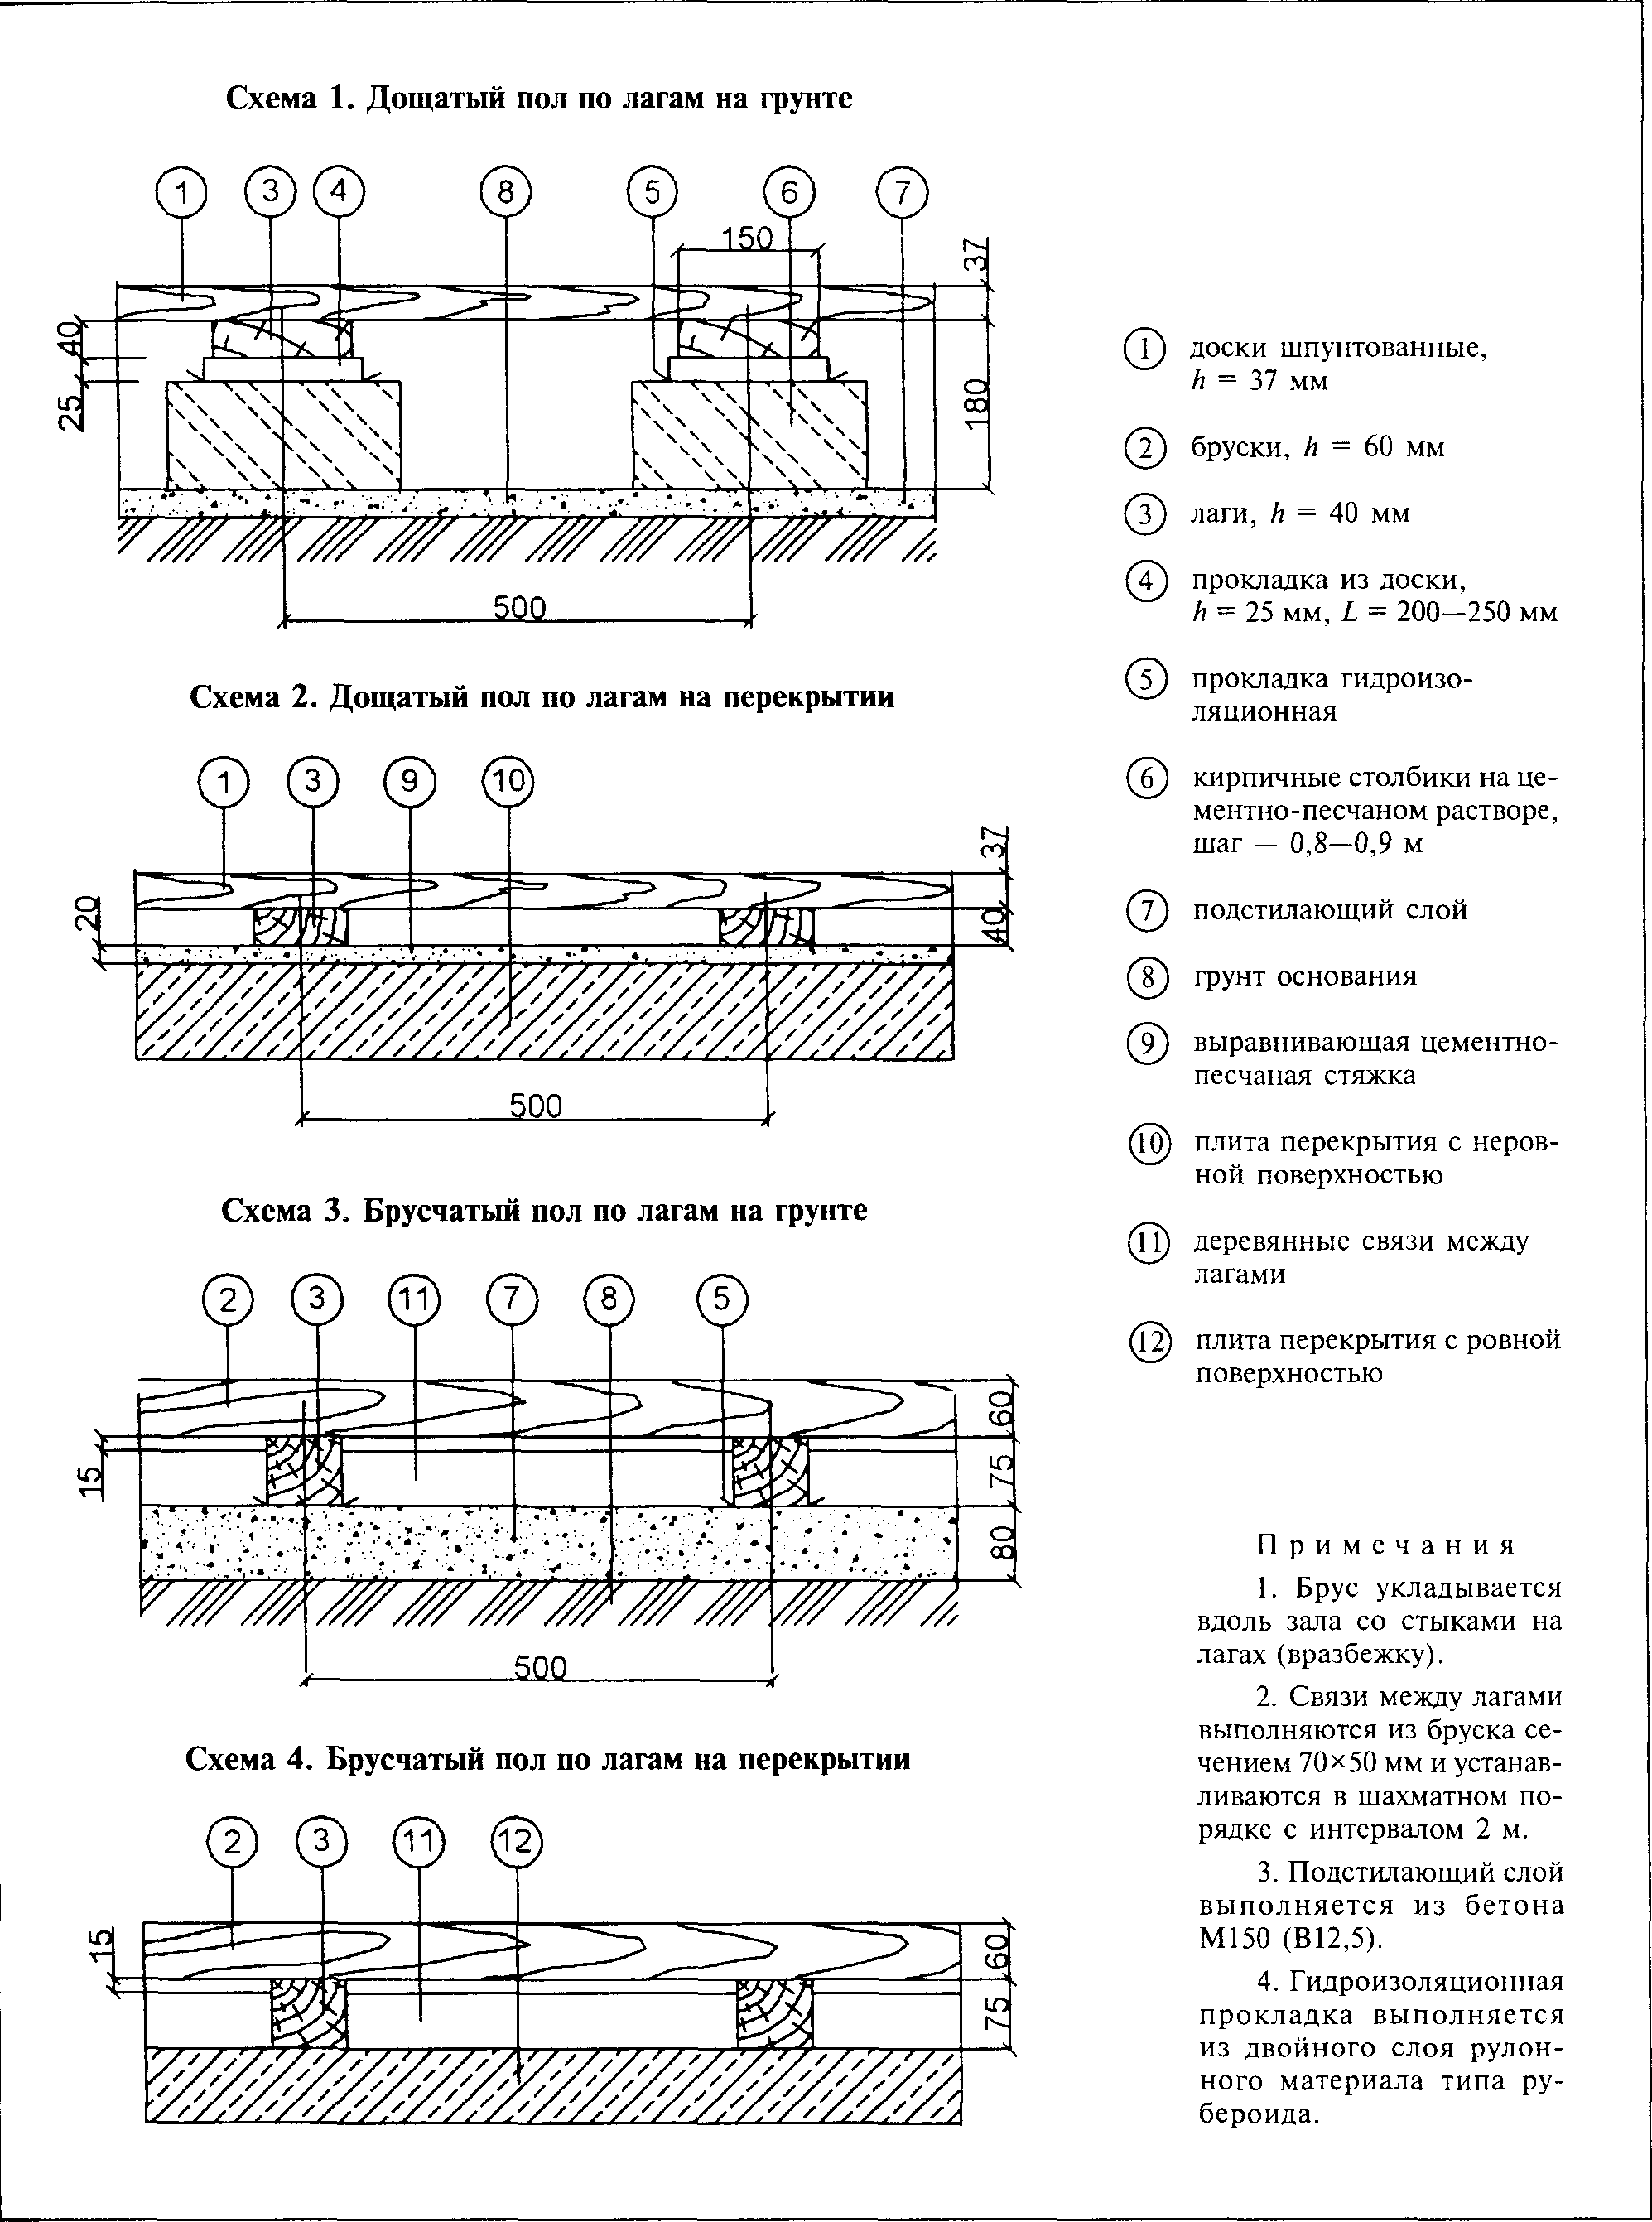 Схема 1. Дощатый пол по лагам на грунте
1 3 4 8 5 6 7
150
37
40
25
180
500
Схема 2. Дощатый пол по лагам на перекрытии
1 3 9 10
37
20
40
500
Схема 3. Брусчатый пол по лагам на грунте
2 3 11 7 8 5
60
15
75
80
500
Схема 4. Брусчатый пол по лагам на перекрытии
2 3 11 12
15
60
75
1 доски шпунтованные,
h = 37 мм
2 бруски, h = 60 мм
3 лаги, h = 40 мм
4 прокладка из доски,
h = 25 мм, L = 200—250 мм
5 прокладка гидроизо-
ляционная
6 кирпичные столбики на це-
ментно-песчаном растворе,
шаг — 0,8—0,9 м
7 подстилающий слой
8 грунт основания
9 выравнивающая цементно-
песчаная стяжка
10 плита перекрытия с неров-
ной поверхностью
11 деревянные связи между
лагами
12 плита перекрытия с ровной
поверхностью
Примечания
1. Брус укладывается
вдоль зала со стыками на
лагах (вразбежку).
2. Связи между лагами
выполняются из бруска се-
чением 70×50 мм и устанав-
ливаются в шахматном по-
рядке с интервалом 2 м.
3. Подстилающий слой
выполняется из бетона
М150 (В12,5).
4. Гидроизоляционная
прокладка выполняется
из двойного слоя рулон-
ного материала типа ру-
бероида.